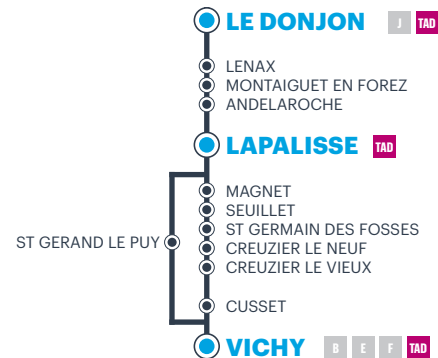 LE DONJON J TAD
LENAX
MONTAIGUET EN FOREZ
ANDELAROCHE
LAPALISSE TAD
MAGNET
SEUILLET
ST GERMAIN DES FOSSES
ST GERAND LE PUY
CREUZIER LE NEUF
CREUZIER LE VIEUX
CUSSET
VICHY B E F TAD